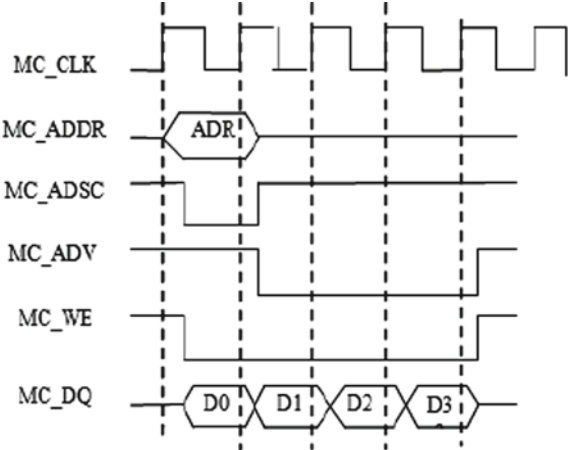 MC_CLK
MC_ADDR ADR
MC_ADSC
MC_ADV
MC_WE
MC_DQ D0 D1 D2 D3